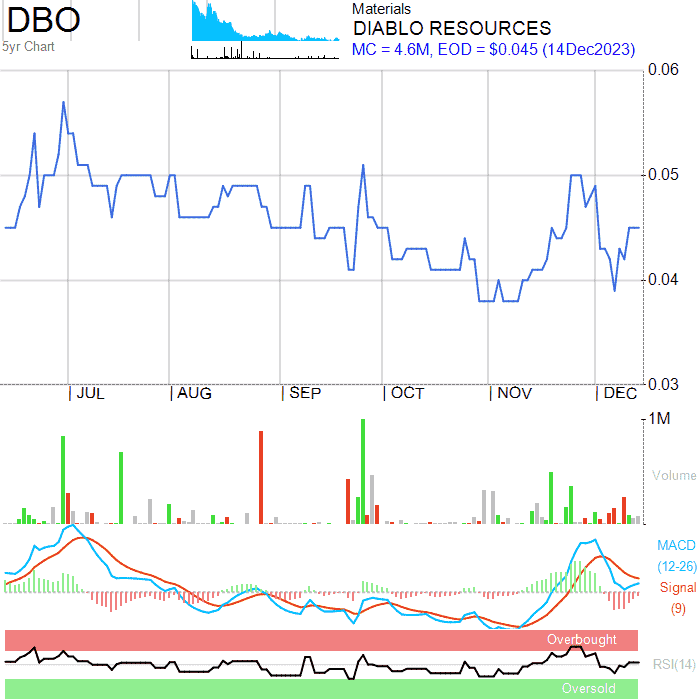 DBO
5yr Chart
Materials
DIABLO RESOURCES
MC = 4.6M, EOD = $0.045 (14Dec2023)
0.06
0.05
0.04
0.03
JUL
AUG
SEP
OCT
NOV
DEC
1M
Volume
MACD
(12-26)
Signal
(9)
Overbought
RSI(14)
Oversold